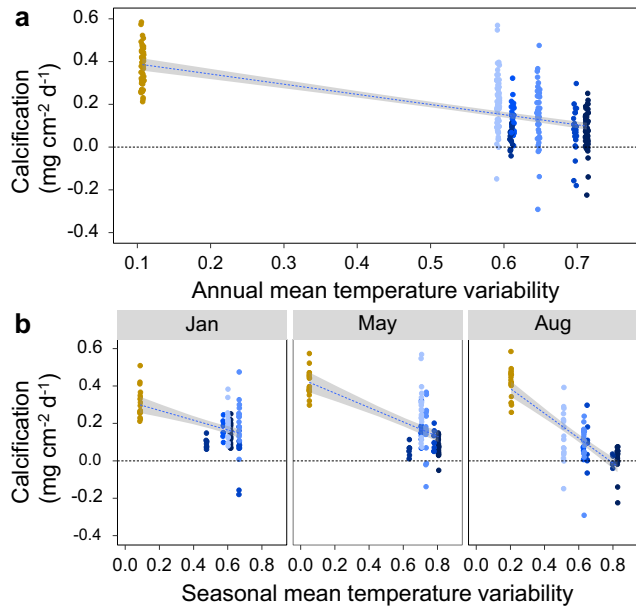 a
Calcification
(mg cm-2 d-1)
0.6
0.4
0.2
0.0
-0.2
-0.4
0.1 0.2 0.3 0.4 0.5 0.6 0.7
Annual mean temperature variability
b
Jan May Aug
Calcification
(mg cm-2 d-1)
0.6
0.4
0.2
0.0
-0.2
-0.4
0.0 0.2 0.4 0.6 0.8 0.0 0.2 0.4 0.6 0.8 0.0 0.2 0.4 0.6 0.8
Seasonal mean temperature variability